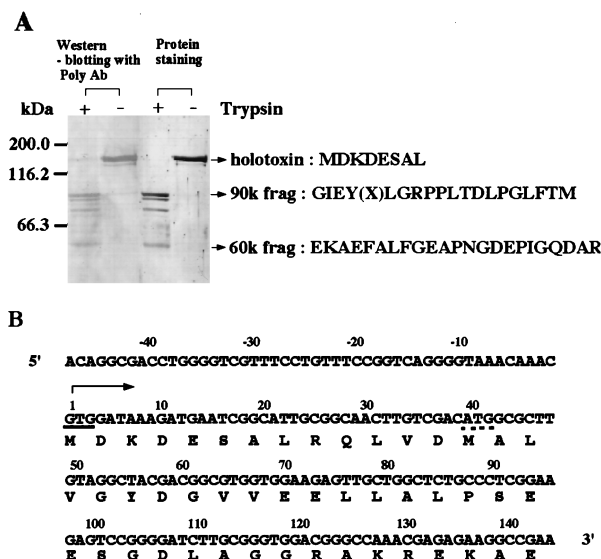 A
Western
- blotting with
Poly Ab
Protein
staining
kDa
+ − + −
Trypsin
200.0
116.2
66.3
holotoxin : MDKDESAL
90k frag : GIEY(X)LGRPPLTDLPGLFTM
60k frag : EKAEFALFGEAPNGDEPIGQDAR
B
-40 -30 -20 -10
5' ACAGGCGACCTGGGGTCGTTTCCTGTTTCCGGTCAGGGGTAAACAAAC
1 10 20 30 40
GTGGATAAAGATGAATCGGCATTGCGGCAACTTGTCGACATGGCGCTT
M D K D E S A L R Q L V D M A L
50 60 70 80 90
GTAGGCTACGACGGCGTGGTGGAAGAGTTGCTGGCTCTGCCCTCGGAA
V G Y D G V V E E L L A L P S E
100 110 120 130 140
GAGTCCGGGGATCTTGCGGGTGGACGGGCCAAACGAGAGAAGGCCGAA 3'
E S G D L A G G R A K R E K A E